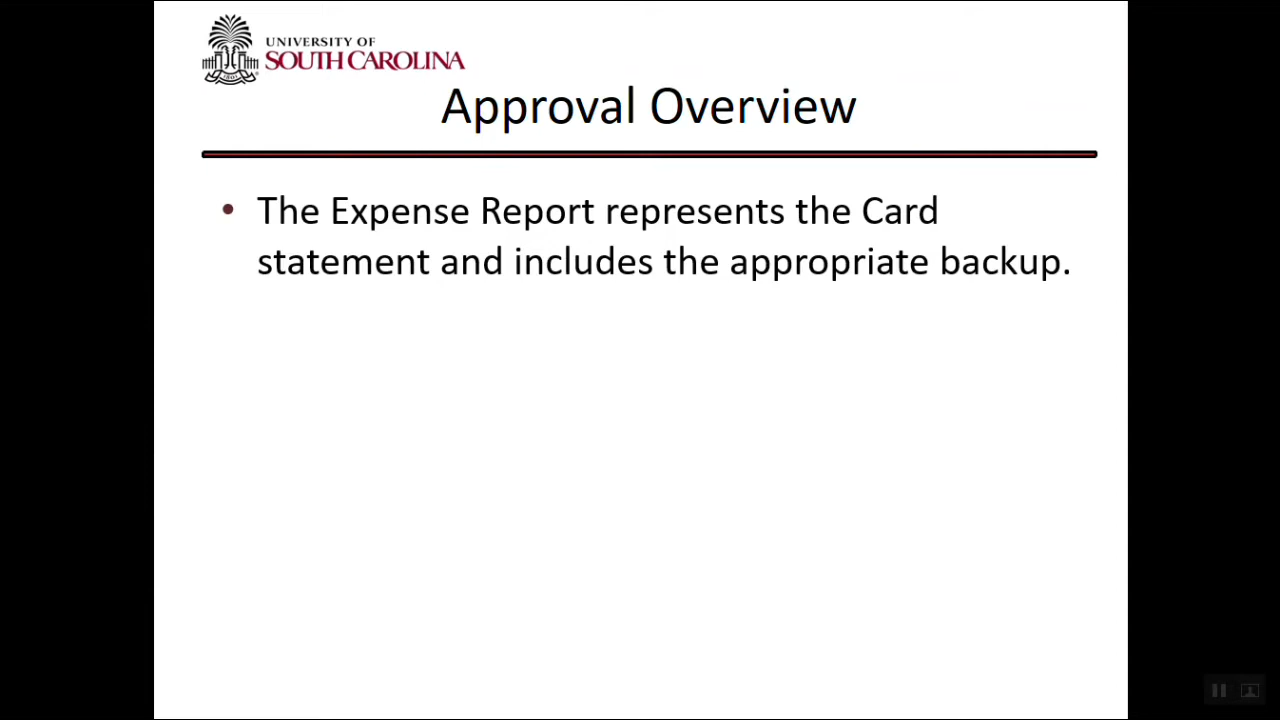 UNIVERSITY OF
SOUTH CAROLINA
Approval Overview
• The Expense Report represents the Card
statement and includes the appropriate backup.